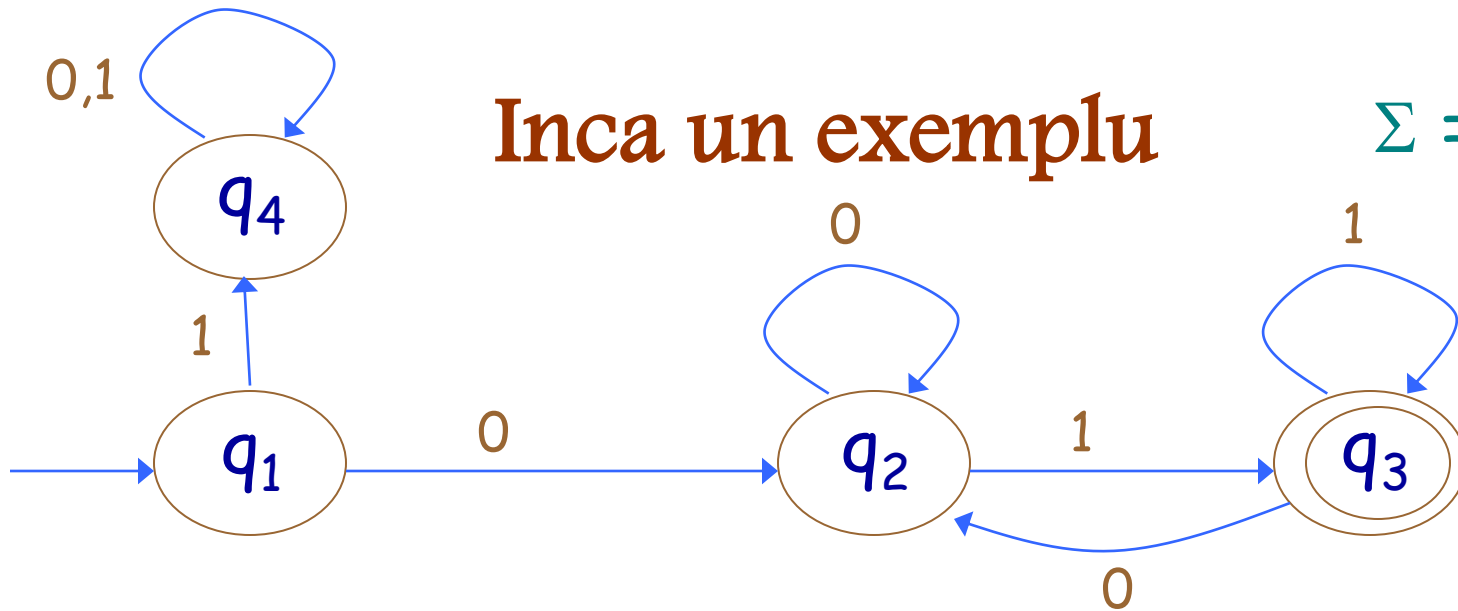 0,1
Inca un exemplu
Σ =
q4
0
1
1
q1
0
q2
1
q3
0